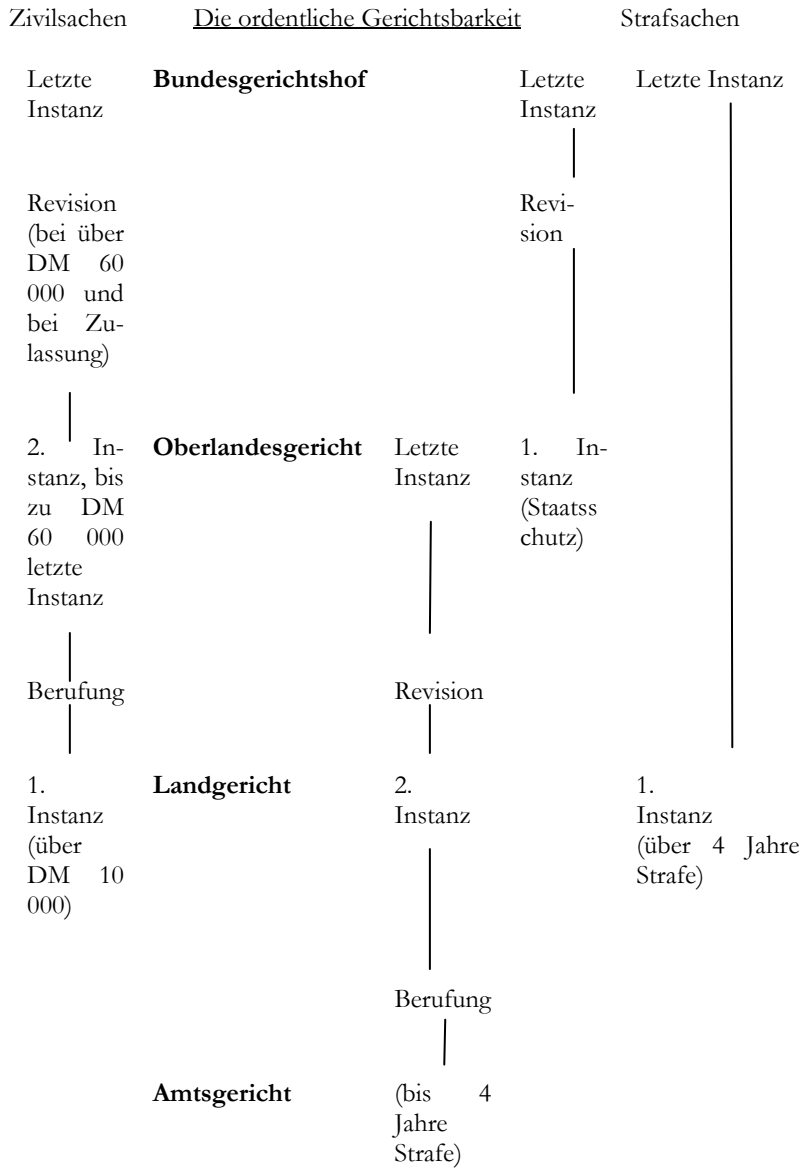 Zivilsachen Die ordentliche Gerichtsbarkeit Strafsachen
Letzte Instanz
Bundesgerichtshof
Letzte Instanz
Letzte Instanz
Revision
(bei über
DM 60
000 und
bei Zu-
lassung)
Revi-
sion
2. In-
stanz, bis
zu DM
60 000
letzte
Instanz
Oberlandesgericht
Letzte
Instanz
1. In-
stanz
(Staatss
chutz)
Berufung
Revision
1.
Instanz
(über
DM 10
000)
Landgericht
2.
Instanz
1.
Instanz
(über 4 Jahre
Strafe)
Berufung
Amtsgericht
(bis 4
Jahre
Strafe)